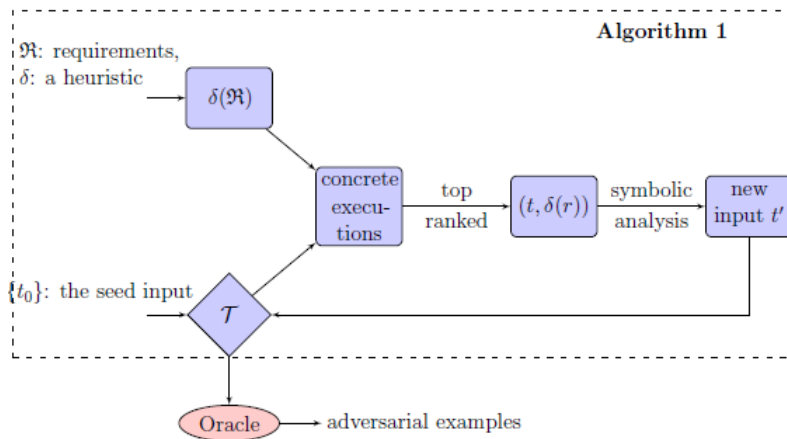 Algorithm 1
ℜ: requirements,
δ: a heuristic
δ(ℜ)
concrete
execu-
tions
top
ranked
(t, δ(r))
symbolic
analysis
new
input t′
{t₀}: the seed input
𝒯
Oracle
adversarial examples